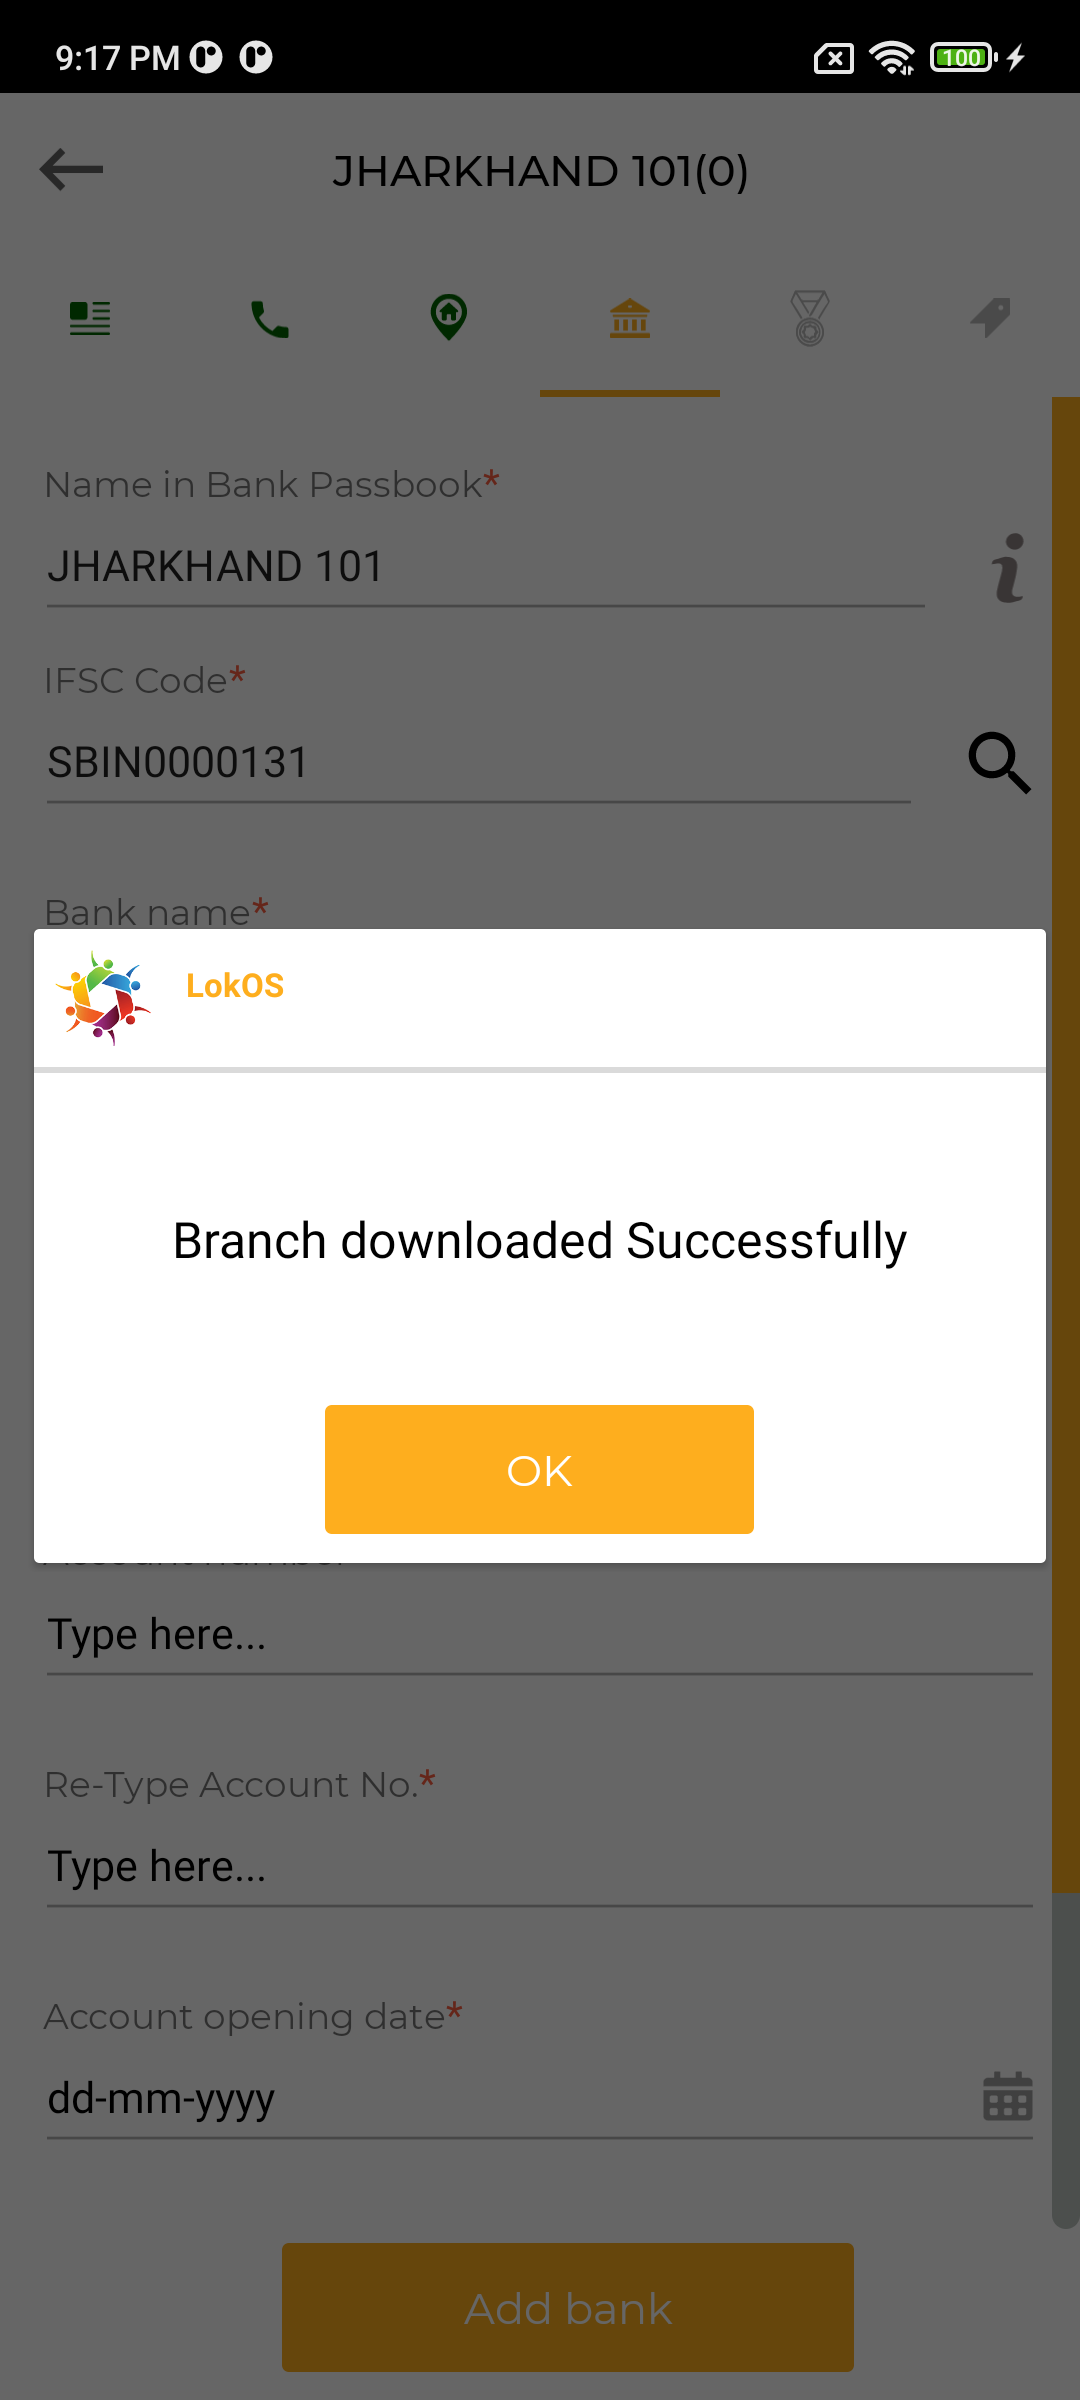 9:17 PM
100
JHARKHAND 101(0)
Name in Bank Passbook*
JHARKHAND 101
IFSC Code*
SBIN0000131
Bank name*
LokOS
Branch downloaded Successfully
OK
Type here...
Re-Type Account No.*
Type here...
Account opening date*
dd-mm-yyyy
Add bank